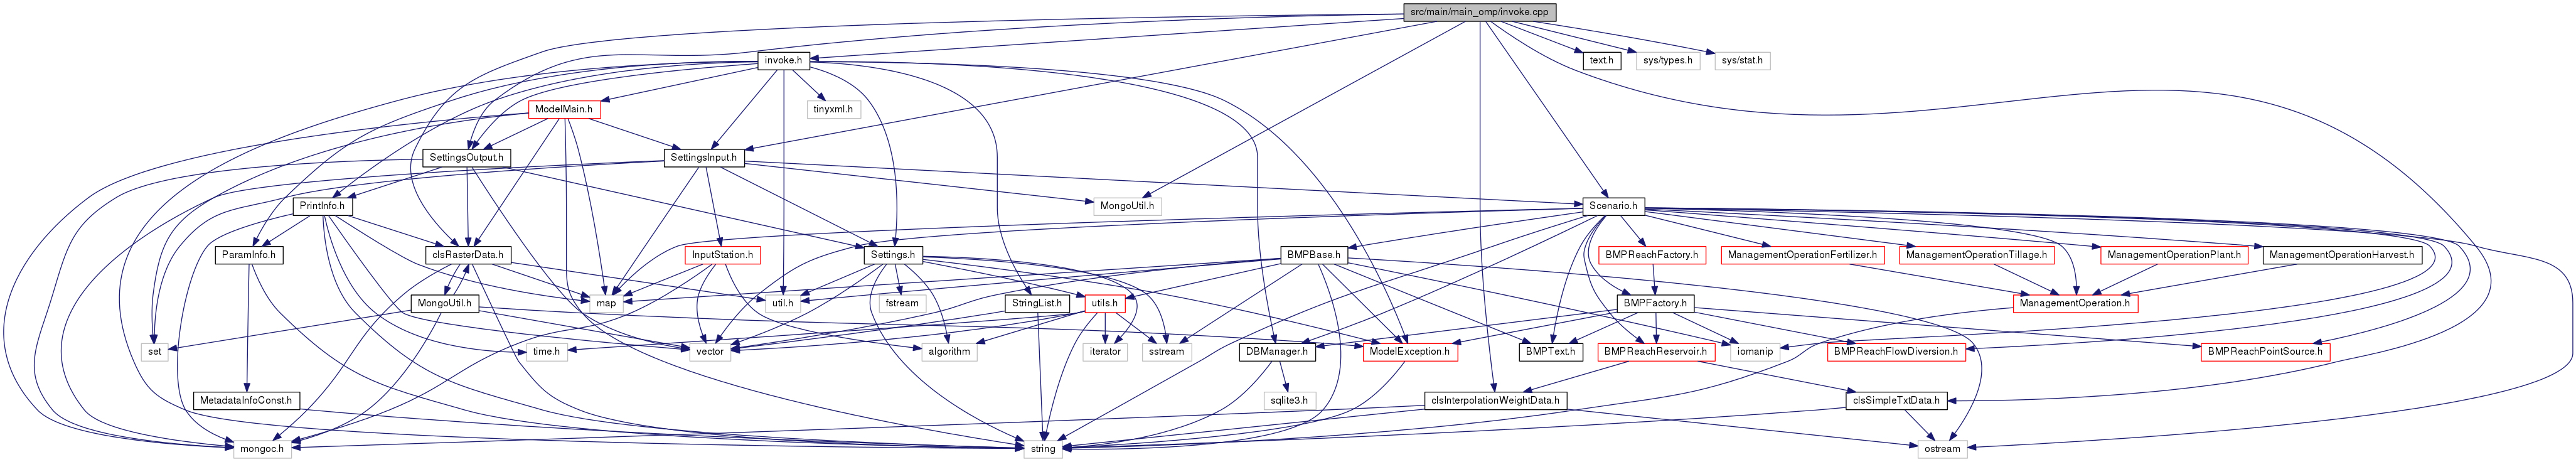 src/main/main_omp/invoke.cpp
invoke.h
text.h
sys/types.h
sys/stat.h
ModelMain.h
tinyxml.h
SettingsOutput.h
SettingsInput.h
PrintInfo.h
MongoUtil.h
Scenario.h
ParamInfo.h
clsRasterData.h
InputStation.h
Settings.h
BMPBase.h
BMPReachFactory.h
ManagementOperationFertilizer.h
ManagementOperationTillage.h
ManagementOperationPlant.h
ManagementOperationHarvest.h
MongoUtil.h
map
util.h
fstream
StringList.h
utils.h
BMPFactory.h
ManagementOperation.h
set
time.h
vector
algorithm
iterator
sstream
DBManager.h
ModelException.h
BMPText.h
BMPReachReservoir.h
iomanip
BMPReachFlowDiversion.h
BMPReachPointSource.h
MetadataInfoConst.h
sqlite3.h
clsInterpolationWeightData.h
clsSimpleTxtData.h
mongoc.h
string
ostream